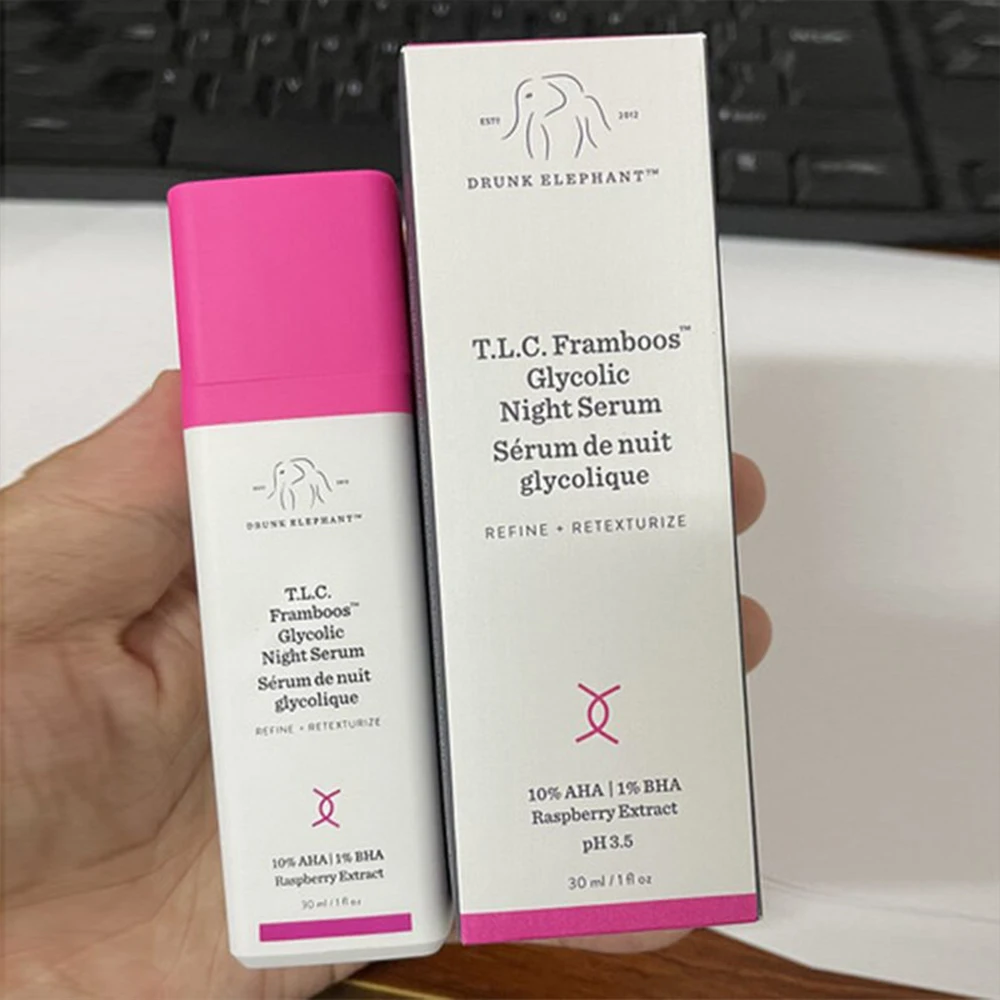 ESTD 2012
DRUNK ELEPHANT™
T.L.C.
Framboos™
Glycolic
Night Serum
Sérum de nuit
glycolique
REFINE + RETEXTURIZE
10% AHA | 1% BHA
Raspberry Extract
30 ml / 1 fl oz
ESTD 2012
DRUNK ELEPHANT™
T.L.C. Framboos™
Glycolic
Night Serum
Sérum de nuit
glycolique
REFINE + RETEXTURIZE
10% AHA | 1% BHA
Raspberry Extract
pH 3.5
30 ml / 1 fl oz